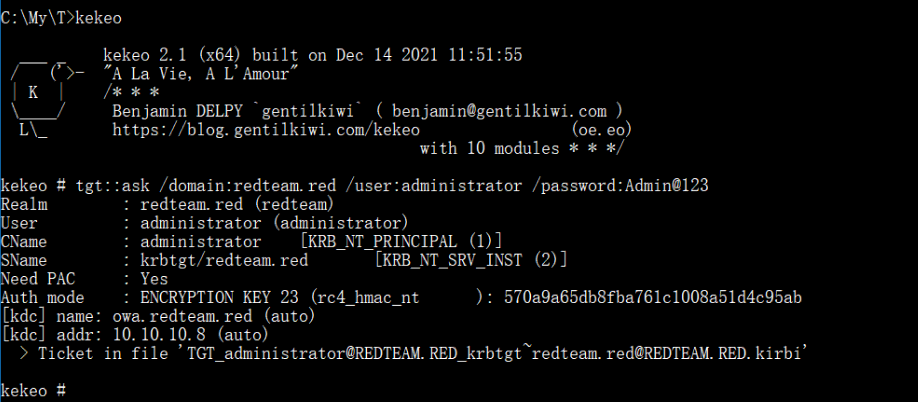 C:\My\T>kekeo
  ___ _     kekeo 2.1 (x64) built on Dec 14 2021 11:51:55
 /   ('>-   "A La Vie, A L'Amour"
 | K  |     /* * *
 \____/      Benjamin DELPY `gentilkiwi` ( benjamin@gentilkiwi.com )
  L\_        https://blog.gentilkiwi.com/kekeo                (oe.eo)
                                             with 10 modules * * */
kekeo # tgt::ask /domain:redteam.red /user:administrator /password:Admin@123
Realm        : redteam.red (redteam)
User         : administrator (administrator)
CName        : administrator    [KRB_NT_PRINCIPAL (1)]
SName        : krbtgt/redteam.red       [KRB_NT_SRV_INST (2)]
Need PAC     : Yes
Auth mode    : ENCRYPTION KEY 23 (rc4_hmac_nt      ): 570a9a65db8fba761c1008a51d4c95ab
[kdc] name: owa.redteam.red (auto)
[kdc] addr: 10.10.10.8 (auto)
  > Ticket in file 'TGT_administrator@REDTEAM.RED_krbtgt~redteam.red@REDTEAM.RED.kirbi'
kekeo #